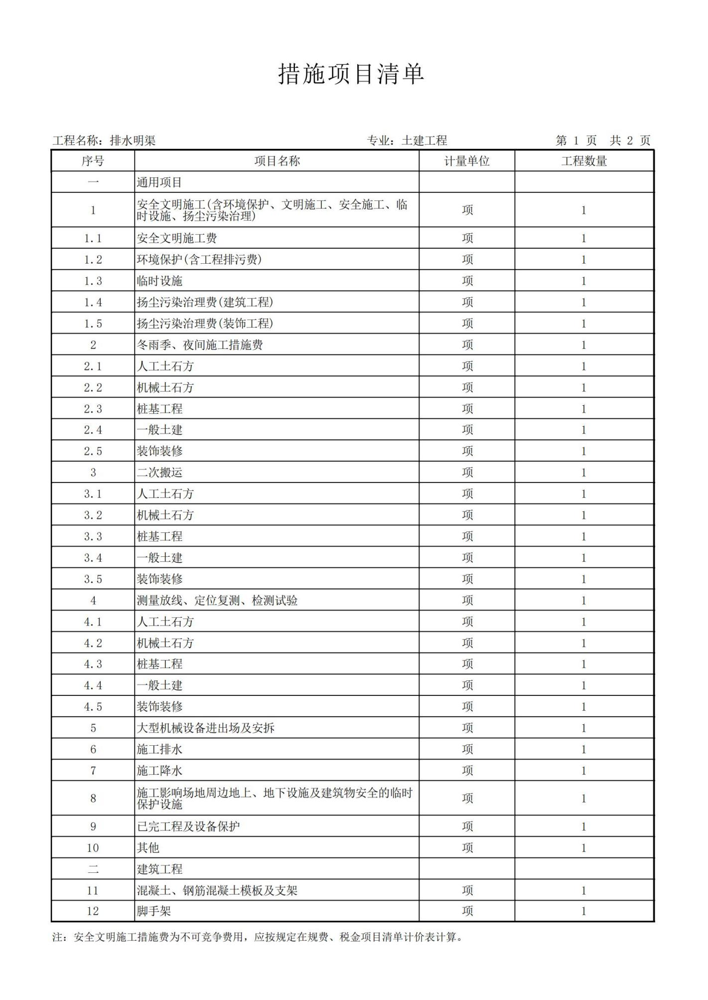 措施项目清单
工程名称：排水明渠 专业：土建工程 第 1 页 共 2 页
序号 项目名称 计量单位 工程数量
一 通用项目
1 安全文明施工(含环境保护、文明施工、安全施工、临
时设施、扬尘污染治理) 项 1
1.1 安全文明施工费 项 1
1.2 环境保护(含工程排污费) 项 1
1.3 临时设施 项 1
1.4 扬尘污染治理费(建筑工程) 项 1
1.5 扬尘污染治理费(装饰工程) 项 1
2 冬雨季、夜间施工措施费 项 1
2.1 人工土石方 项 1
2.2 机械土石方 项 1
2.3 桩基工程 项 1
2.4 一般土建 项 1
2.5 装饰装修 项 1
3 二次搬运 项 1
3.1 人工土石方 项 1
3.2 机械土石方 项 1
3.3 桩基工程 项 1
3.4 一般土建 项 1
3.5 装饰装修 项 1
4 测量放线、定位复测、检测试验 项 1
4.1 人工土石方 项 1
4.2 机械土石方 项 1
4.3 桩基工程 项 1
4.4 一般土建 项 1
4.5 装饰装修 项 1
5 大型机械设备进出场及安拆 项 1
6 施工排水 项 1
7 施工降水 项 1
8 施工影响场地周边地上、地下设施及建筑物安全的临时
保护设施 项 1
9 已完工程及设备保护 项 1
10 其他 项 1
二 建筑工程
11 混凝土、钢筋混凝土模板及支架 项 1
12 脚手架 项 1
注：安全文明施工措施费为不可竞争费用，应按规定在规费、税金项目清单计价表计算。